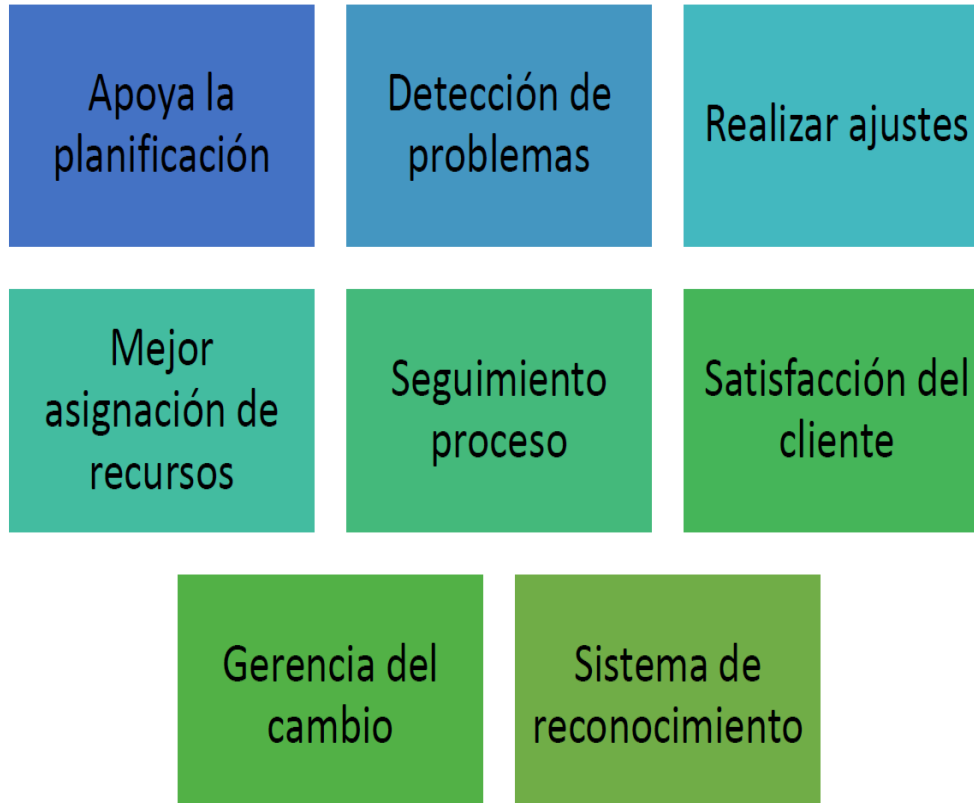 Apoya la
planificación
Detección de
problemas
Realizar ajustes
Mejor
asignación de
recursos
Seguimiento
proceso
Satisfacción del
cliente
Gerencia del
cambio
Sistema de
reconocimiento